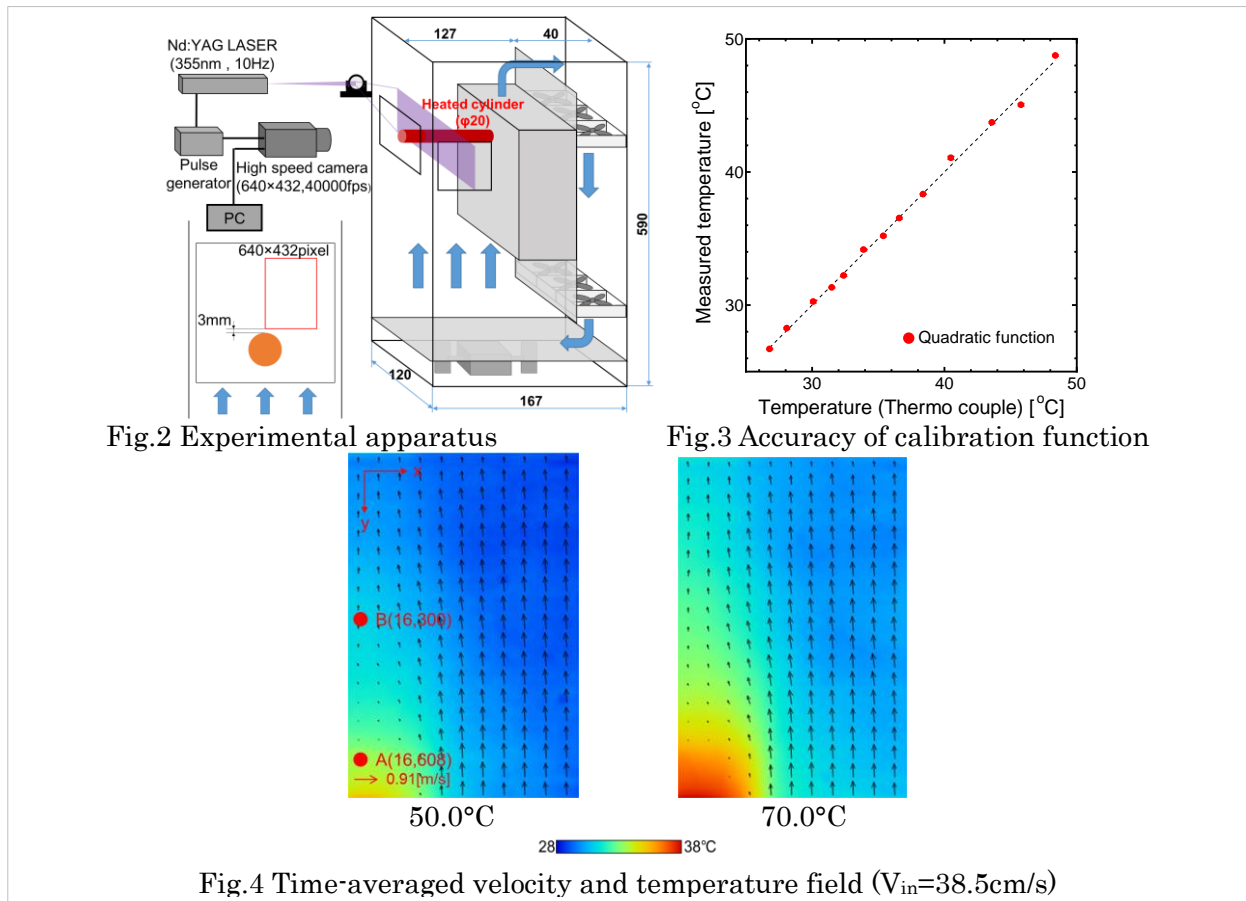 Nd:YAG LASER
(355nm , 10Hz)
Pulse
generator
High speed camera
(640×432,40000fps)
PC
640×432pixel
3mm
127
40
Heated cylinder
(φ20)
590
120
167
Fig.2 Experimental apparatus
50
40
30
Measured temperature [°C]
Quadratic function
30
40
50
Temperature (Thermo couple) [°C]
Fig.3 Accuracy of calibration function
x
y
B(16,300)
A(16,608)
0.91[m/s]
50.0°C
70.0°C
28
38℃
Fig.4 Time-averaged velocity and temperature field (Vin=38.5cm/s)